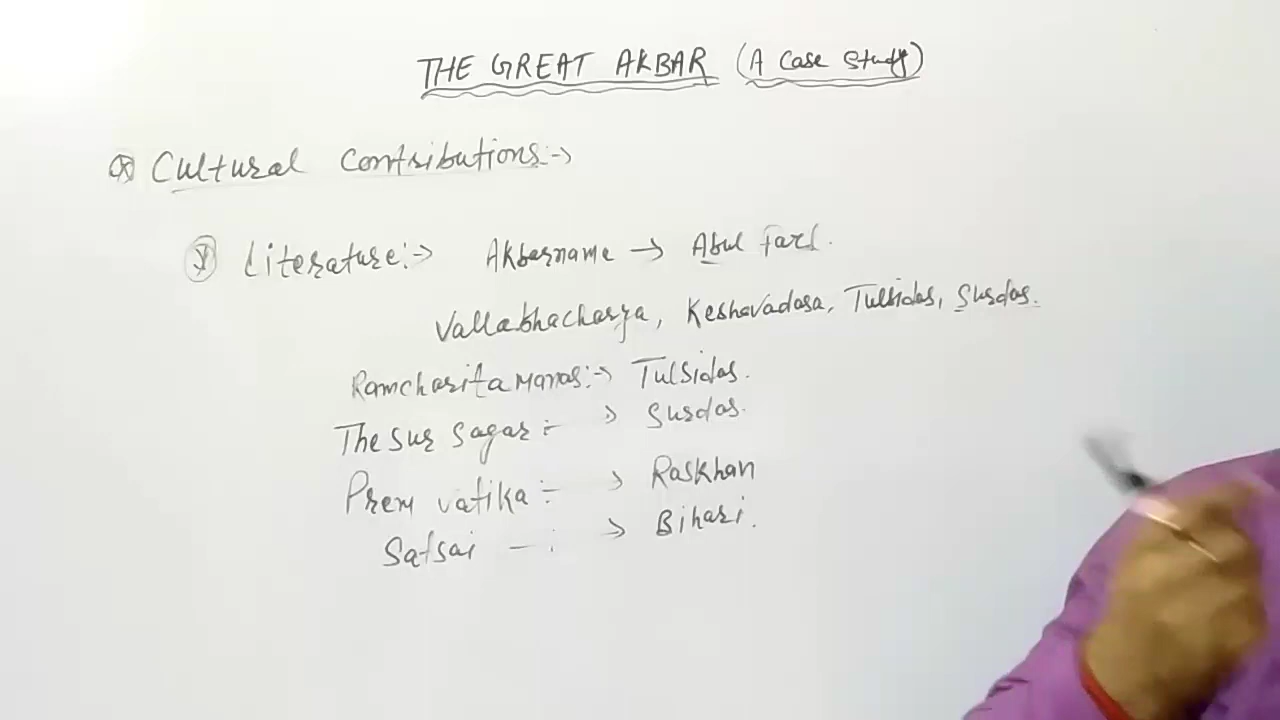 THE GREAT AKBAR (A Case Study)
Cultural Contributions :→
I Literature :→ Akbarname → Abul Fazl.
Vallabhacharya, Keshavadasa, Tulsidas, Surdas.
Ramcharitamanas :→ Tulsidas.
The Sur Sagar :- → Surdas.
Prem vatika :- → Raskhan
Satsai - : → Bihari.